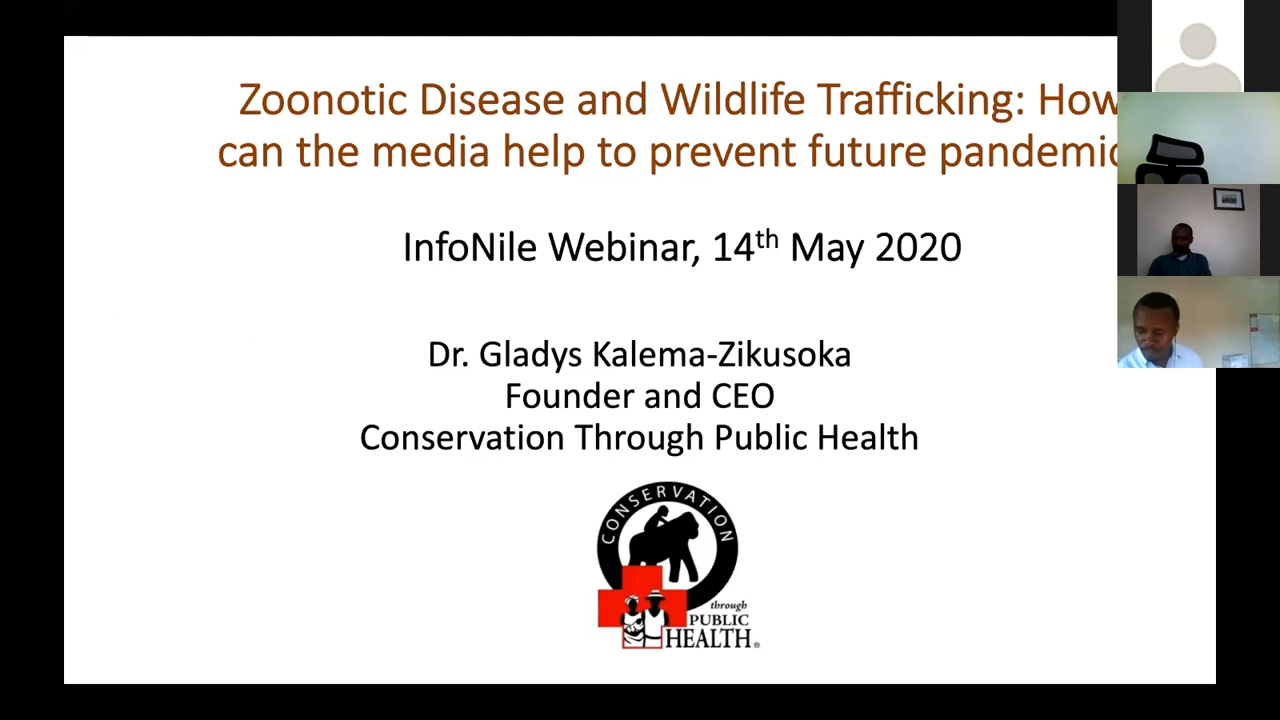 Zoonotic Disease and Wildlife Trafficking: How
can the media help to prevent future pandemic
InfoNile Webinar, 14th May 2020
Dr. Gladys Kalema-Zikusoka
Founder and CEO
Conservation Through Public Health
CONSERVATION
through
PUBLIC
HEALTH®